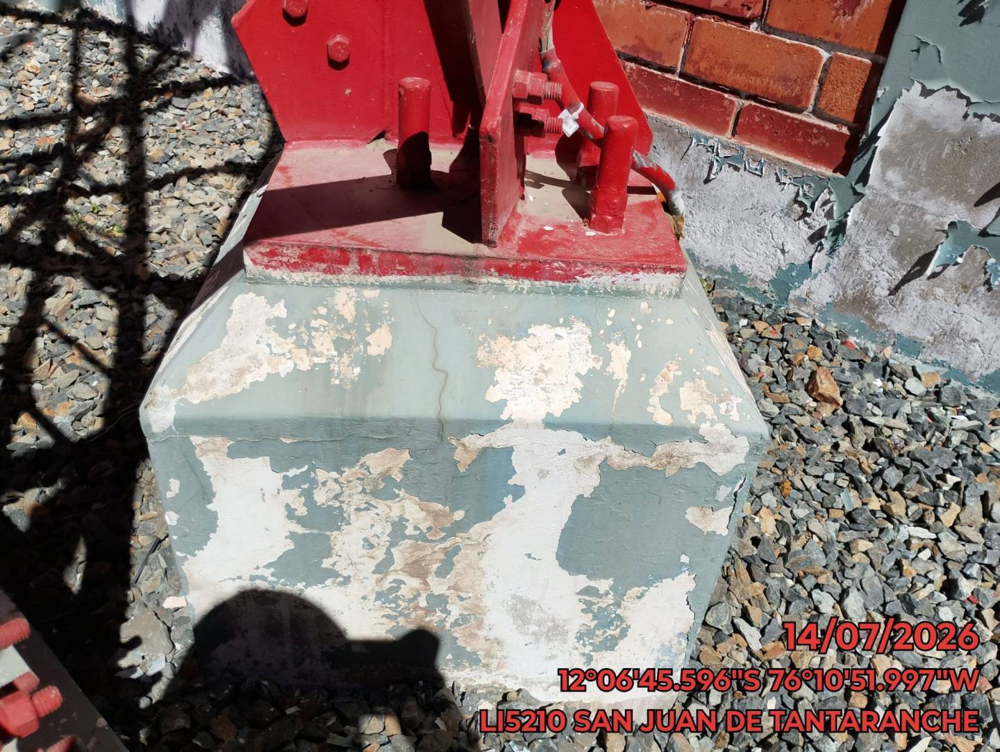 14/07/2026
12°06'45.596"S 76°10'51.997"W
LI5210 SAN JUAN DE TANTARANCHE